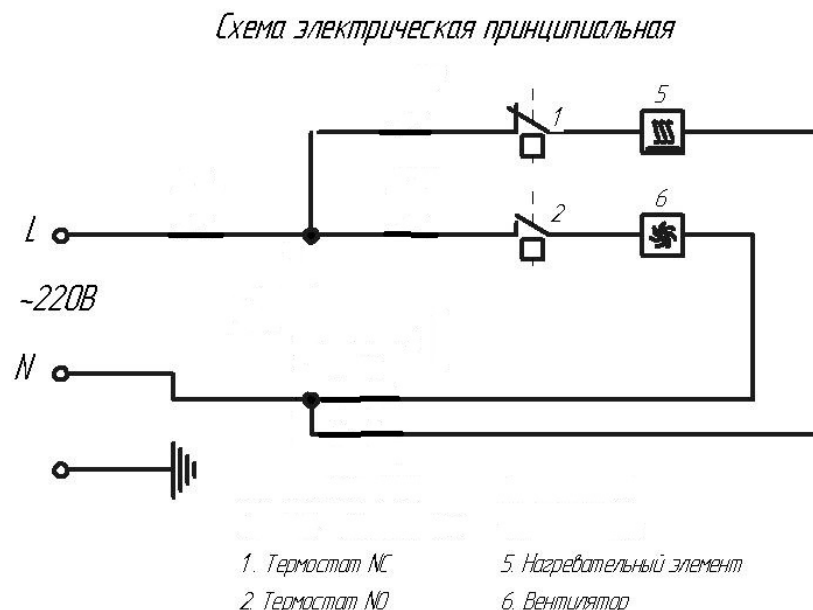 Схема электрическая принципиальная
5
1
6
2
L
~220В
N
1. Термостат NC
5. Нагревательный элемент
2. Термостат NO
6. Вентилятор